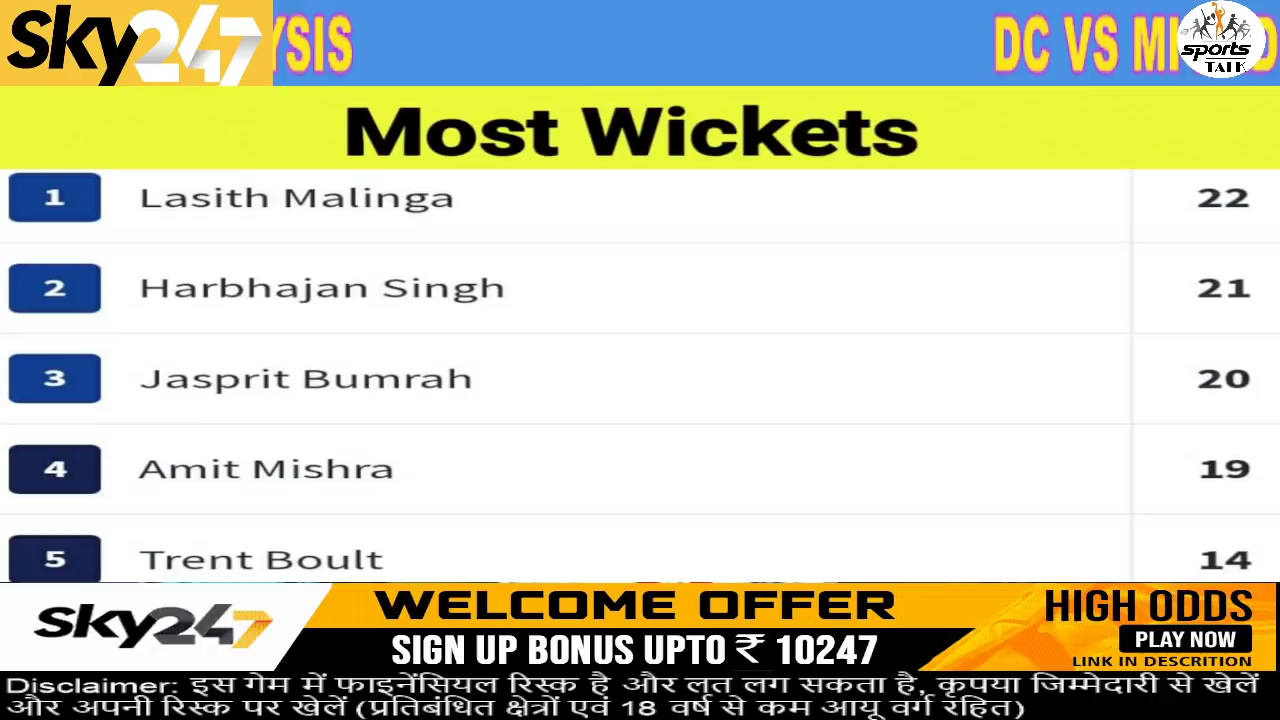 sky247
YSIS
DC VS MI
sports
TALK
Most Wickets
1 Lasith Malinga 22
2 Harbhajan Singh 21
3 Jasprit Bumrah 20
4 Amit Mishra 19
5 Trent Boult 14
sky247
WELCOME OFFER
SIGN UP BONUS UPTO ₹ 10247
HIGH ODDS
PLAY NOW
LINK IN DESCRITION
Disclaimer: इस गेम में फाइनेंसियल रिस्क है और लत लग सकता है, कृपया जिम्मेदारी से खेलें
और अपनी रिस्क पर खेलें (प्रतिबंधित क्षेत्रों एवं 18 वर्ष से कम आयू वर्ग रहित)